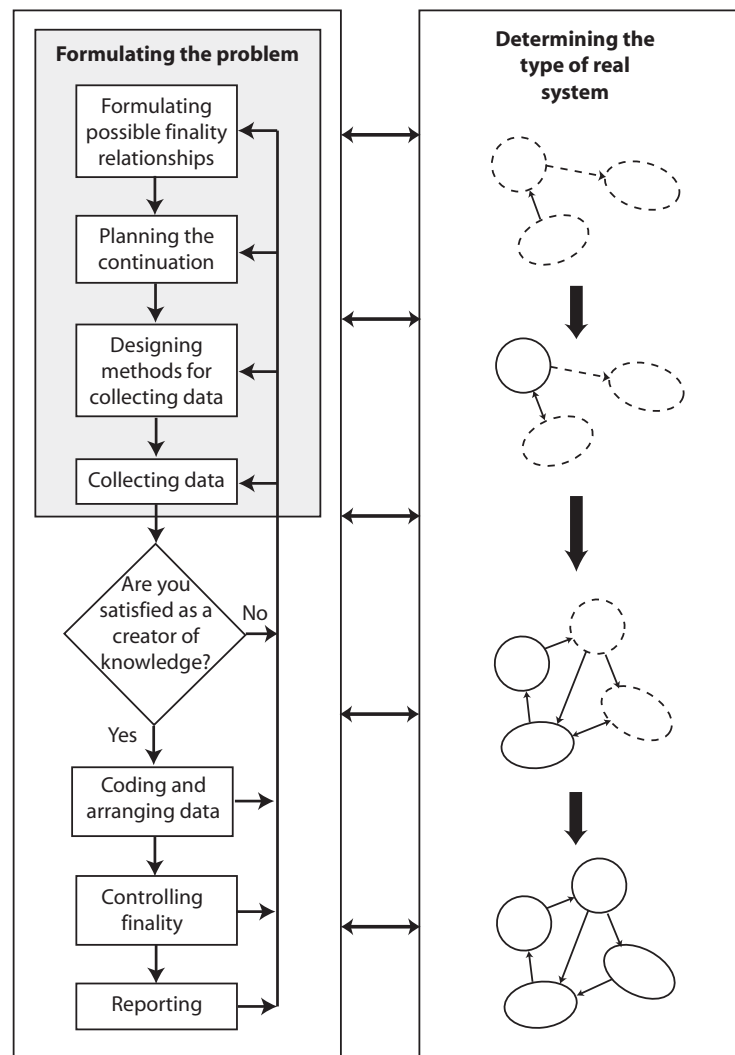 Formulating the problem
Formulating
possible finality
relationships
Planning the
continuation
Designing
methods for
collecting data
Collecting data
Are you
satisfied as a
creator of
knowledge?
No
Yes
Coding and
arranging data
Controlling
finality
Reporting
Determining the
type of real
system